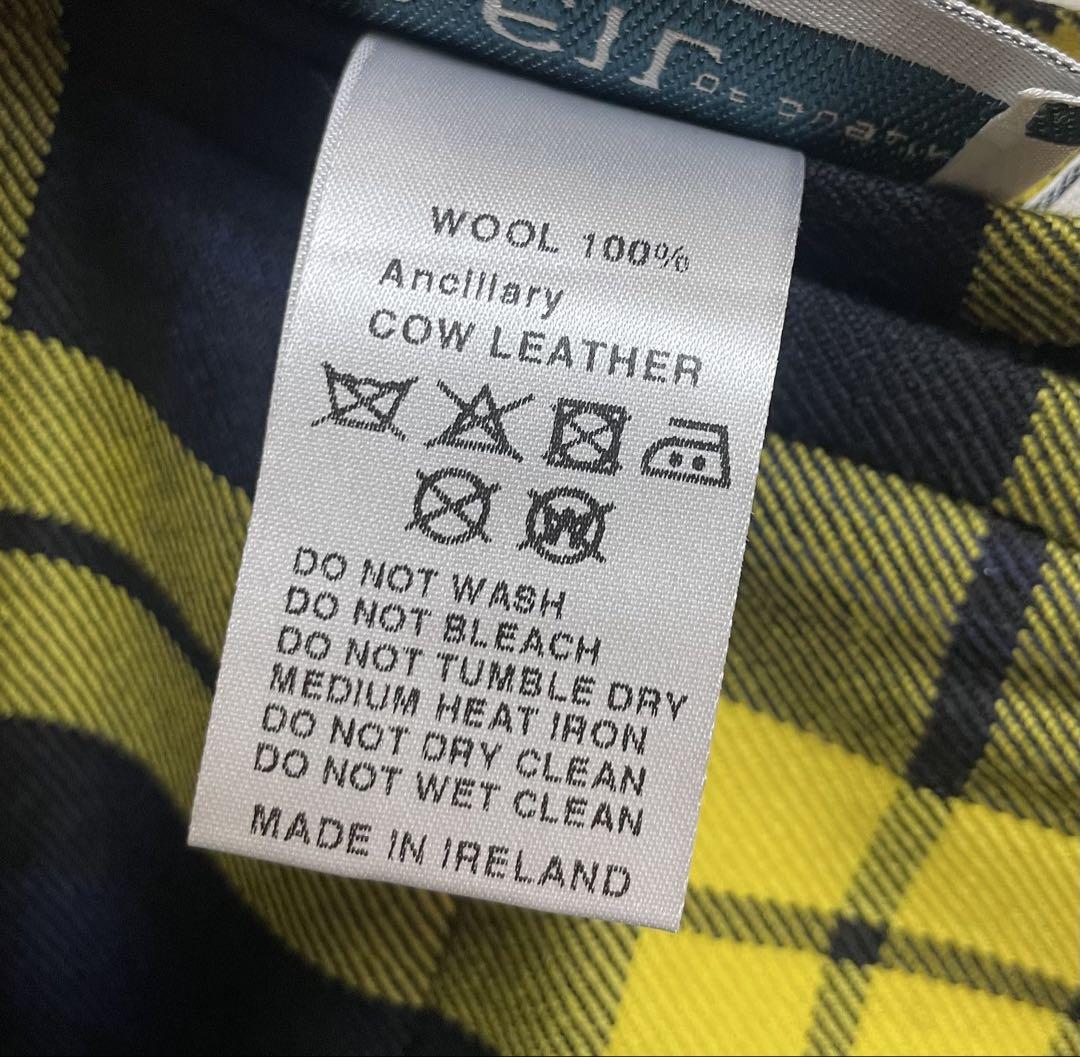 WOOL 100%
Ancillary
COW LEATHER
W
DO NOT WASH
DO NOT BLEACH
DO NOT TUMBLE DRY
MEDIUM HEAT IRON
DO NOT DRY CLEAN
DO NOT WET CLEAN
MADE IN IRELAND